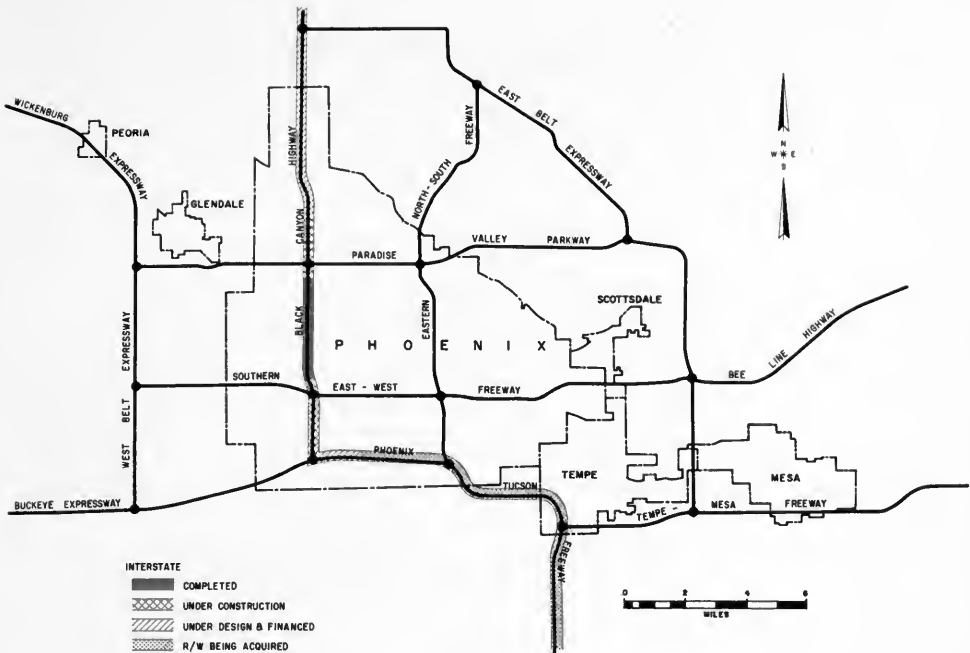 WICKENBURG EXPRESSWAY
PEORIA
GLENDALE
BLACK CANYON HIGHWAY
NORTH-SOUTH FREEWAY
EASTERN
EAST BELT EXPRESSWAY
N
W E
S
PARADISE VALLEY PARKWAY
SCOTTSDALE
PHOENIX
WEST BELT EXPRESSWAY
SOUTHERN EAST-WEST FREEWAY
BEE LINE HIGHWAY
PHOENIX TUCSON FREEWAY
TEMPE
MESA
TEMPE-MESA FREEWAY
BUCKEYE EXPRESSWAY
INTERSTATE
COMPLETED
UNDER CONSTRUCTION
UNDER DESIGN & FINANCED
R/W BEING ACQUIRED
0 2 4 6
MILES